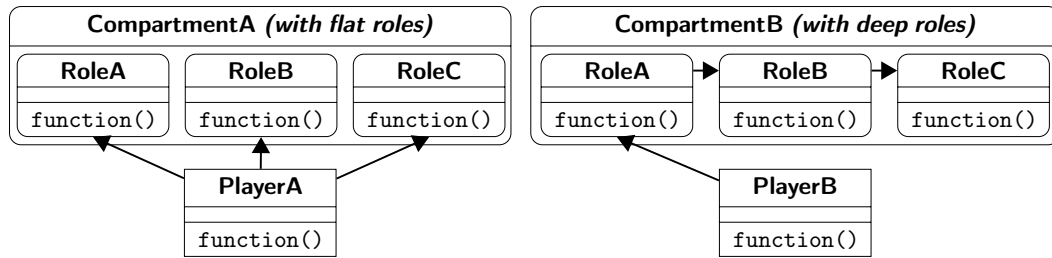 CompartmentA (with flat roles)
RoleA RoleB RoleC
function() function() function()
PlayerA
function()
CompartmentB (with deep roles)
RoleA RoleB RoleC
function() function() function()
PlayerB
function()